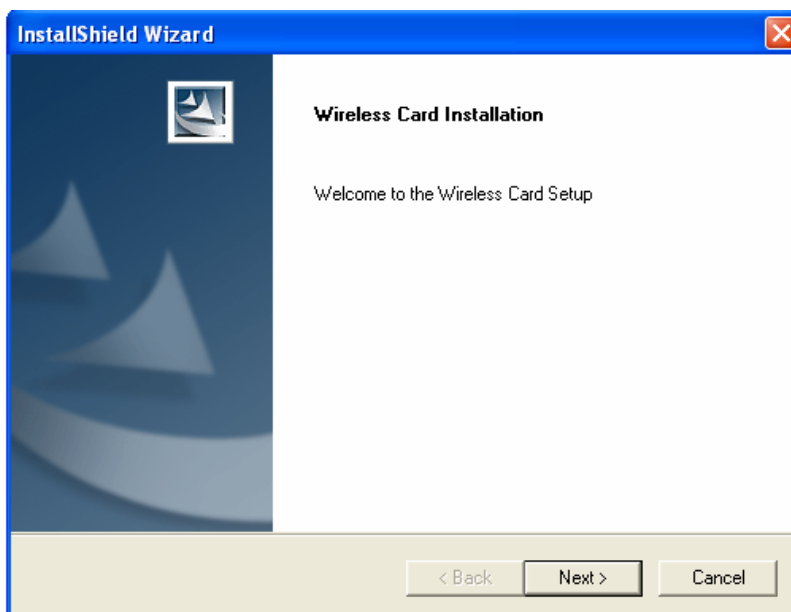 InstallShield Wizard
Wireless Card Installation
Welcome to the Wireless Card Setup
< Back
Next >
Cancel